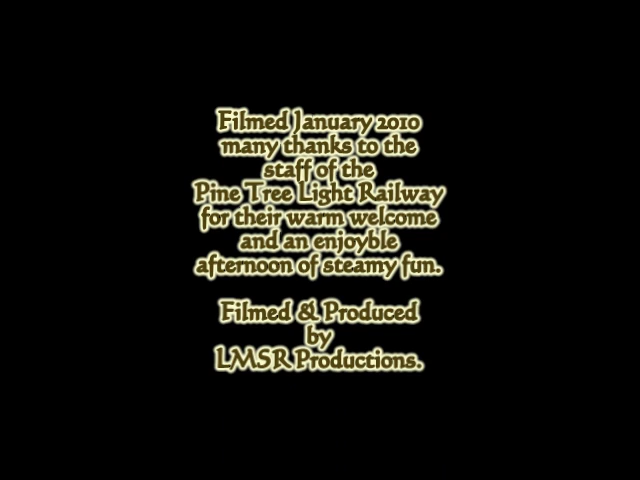 Filmed January 2010
many thanks to the
staff of the
Pine Tree Light Railway
for their warm welcome
and an enjoyble
afternoon of steamy fun.
Filmed & Produced
by
LMSR Productions.